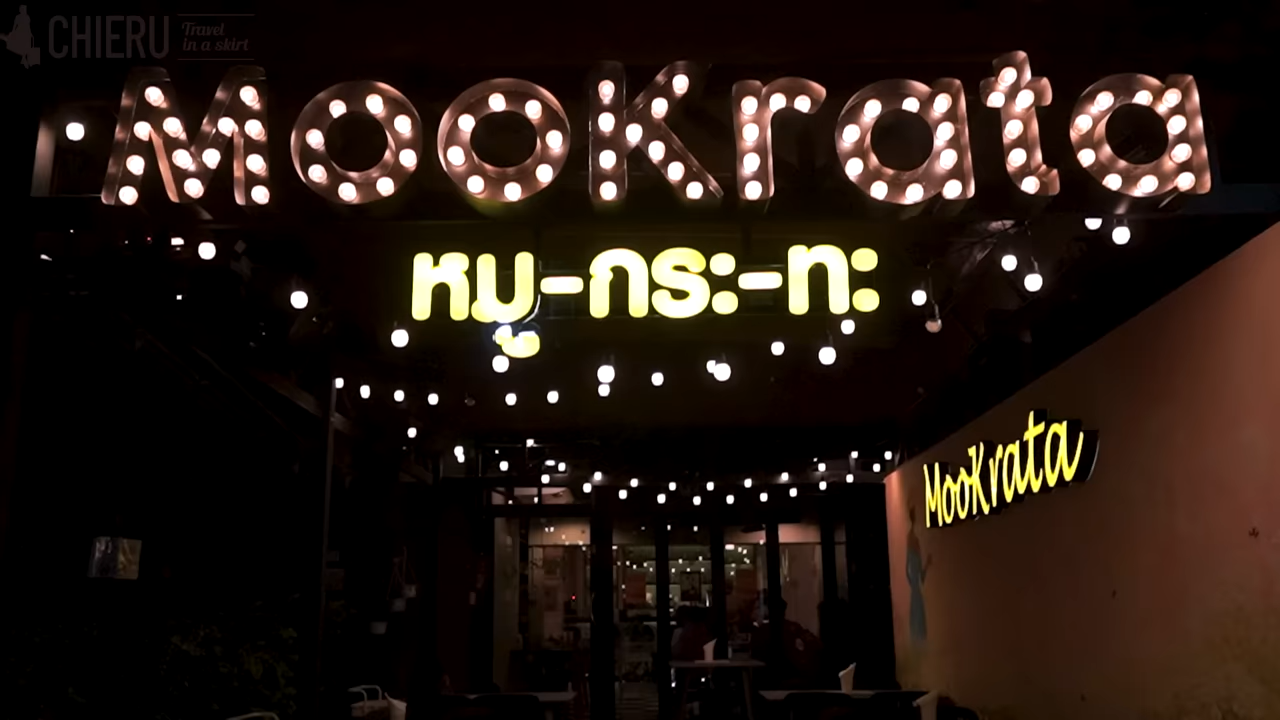 CHIERU
Travel
in a skirt
MooKrata
หมู-กระ-ทะ
MooKrata